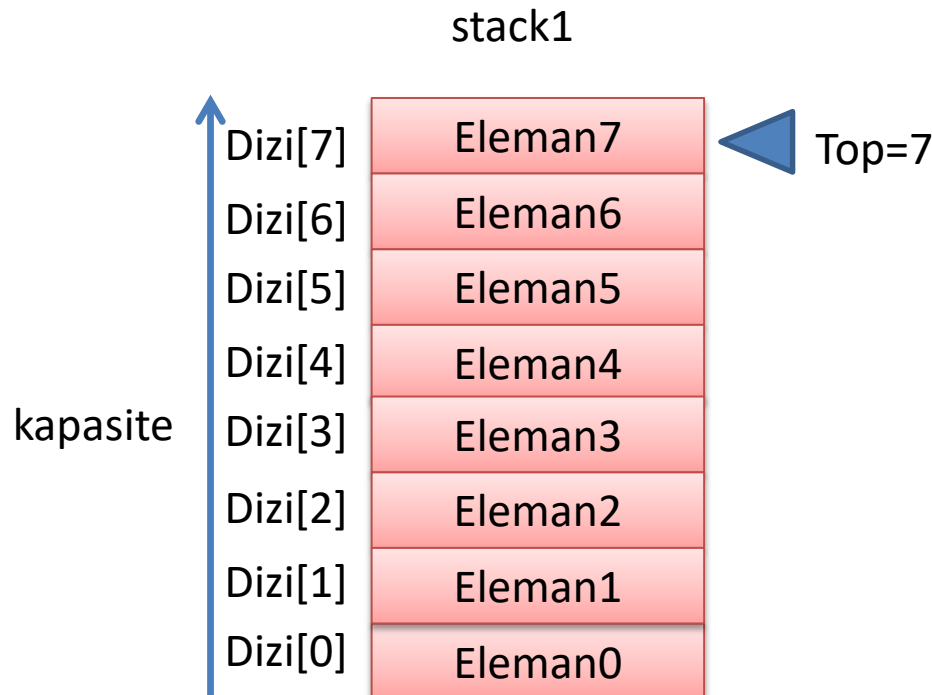 stack1
Dizi[7] Eleman7 Top=7
Dizi[6] Eleman6
Dizi[5] Eleman5
Dizi[4] Eleman4
kapasite Dizi[3] Eleman3
Dizi[2] Eleman2
Dizi[1] Eleman1
Dizi[0] Eleman0